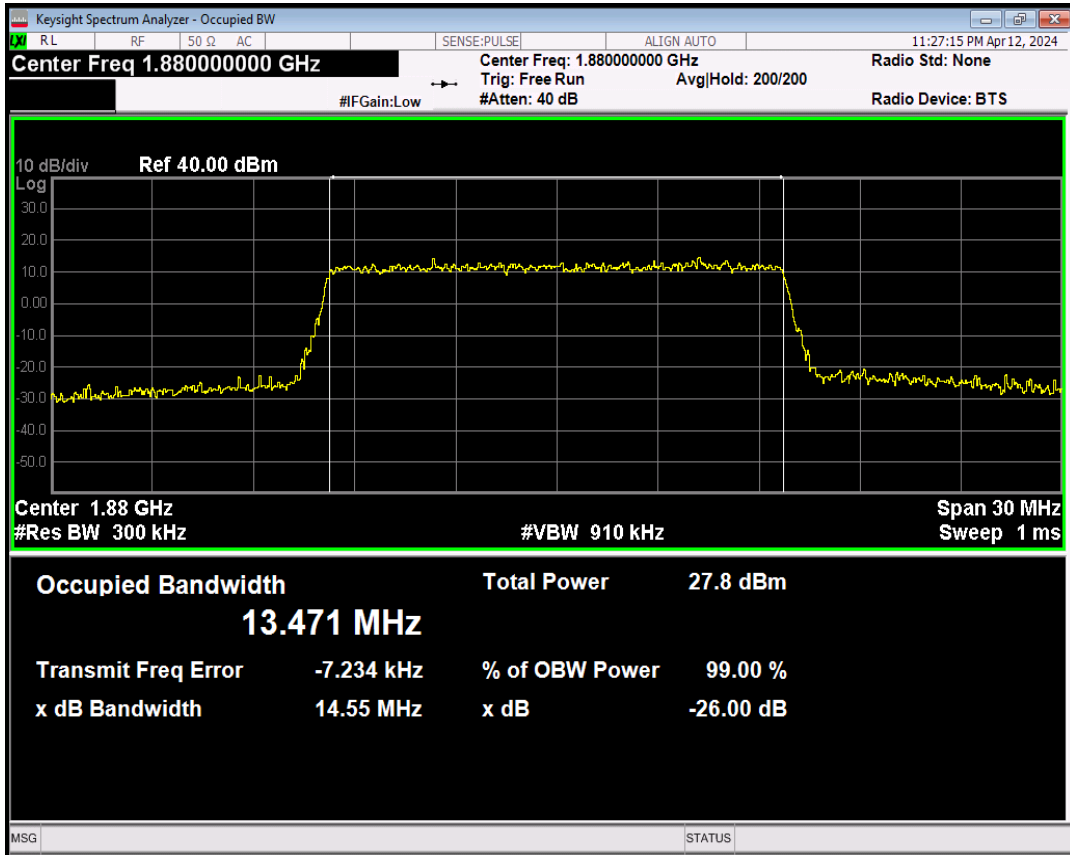 Keysight Spectrum Analyzer - Occupied BW
LXI RL RF 50 Ω AC SENSE:PULSE ALIGN AUTO 11:27:15 PM Apr 12, 2024
Center Freq 1.880000000 GHz Center Freq: 1.880000000 GHz Radio Std: None
Trig: Free Run Avg|Hold: 200/200
#IFGain:Low #Atten: 40 dB Radio Device: BTS
10 dB/div Ref 40.00 dBm
Log
30.0
20.0
10.0
0.00
-10.0
-20.0
-30.0
-40.0
-50.0
Center 1.88 GHz Span 30 MHz
#Res BW 300 kHz #VBW 910 kHz Sweep 1 ms
Occupied Bandwidth Total Power 27.8 dBm
13.471 MHz
Transmit Freq Error -7.234 kHz % of OBW Power 99.00 %
x dB Bandwidth 14.55 MHz x dB -26.00 dB
MSG STATUS